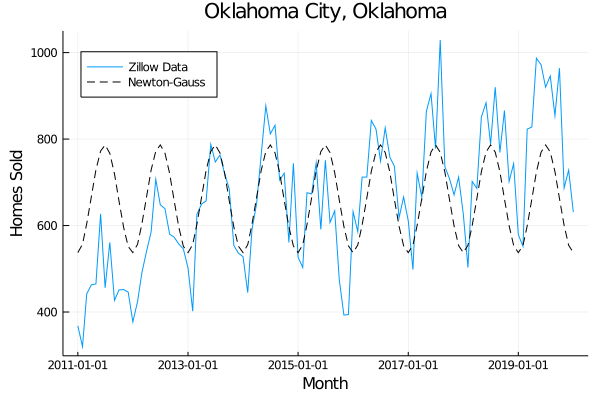 Oklahoma City, Oklahoma
1000
800
600
400
Homes Sold
Zillow Data
Newton-Gauss
2011-01-01 2013-01-01 2015-01-01 2017-01-01 2019-01-01
Month